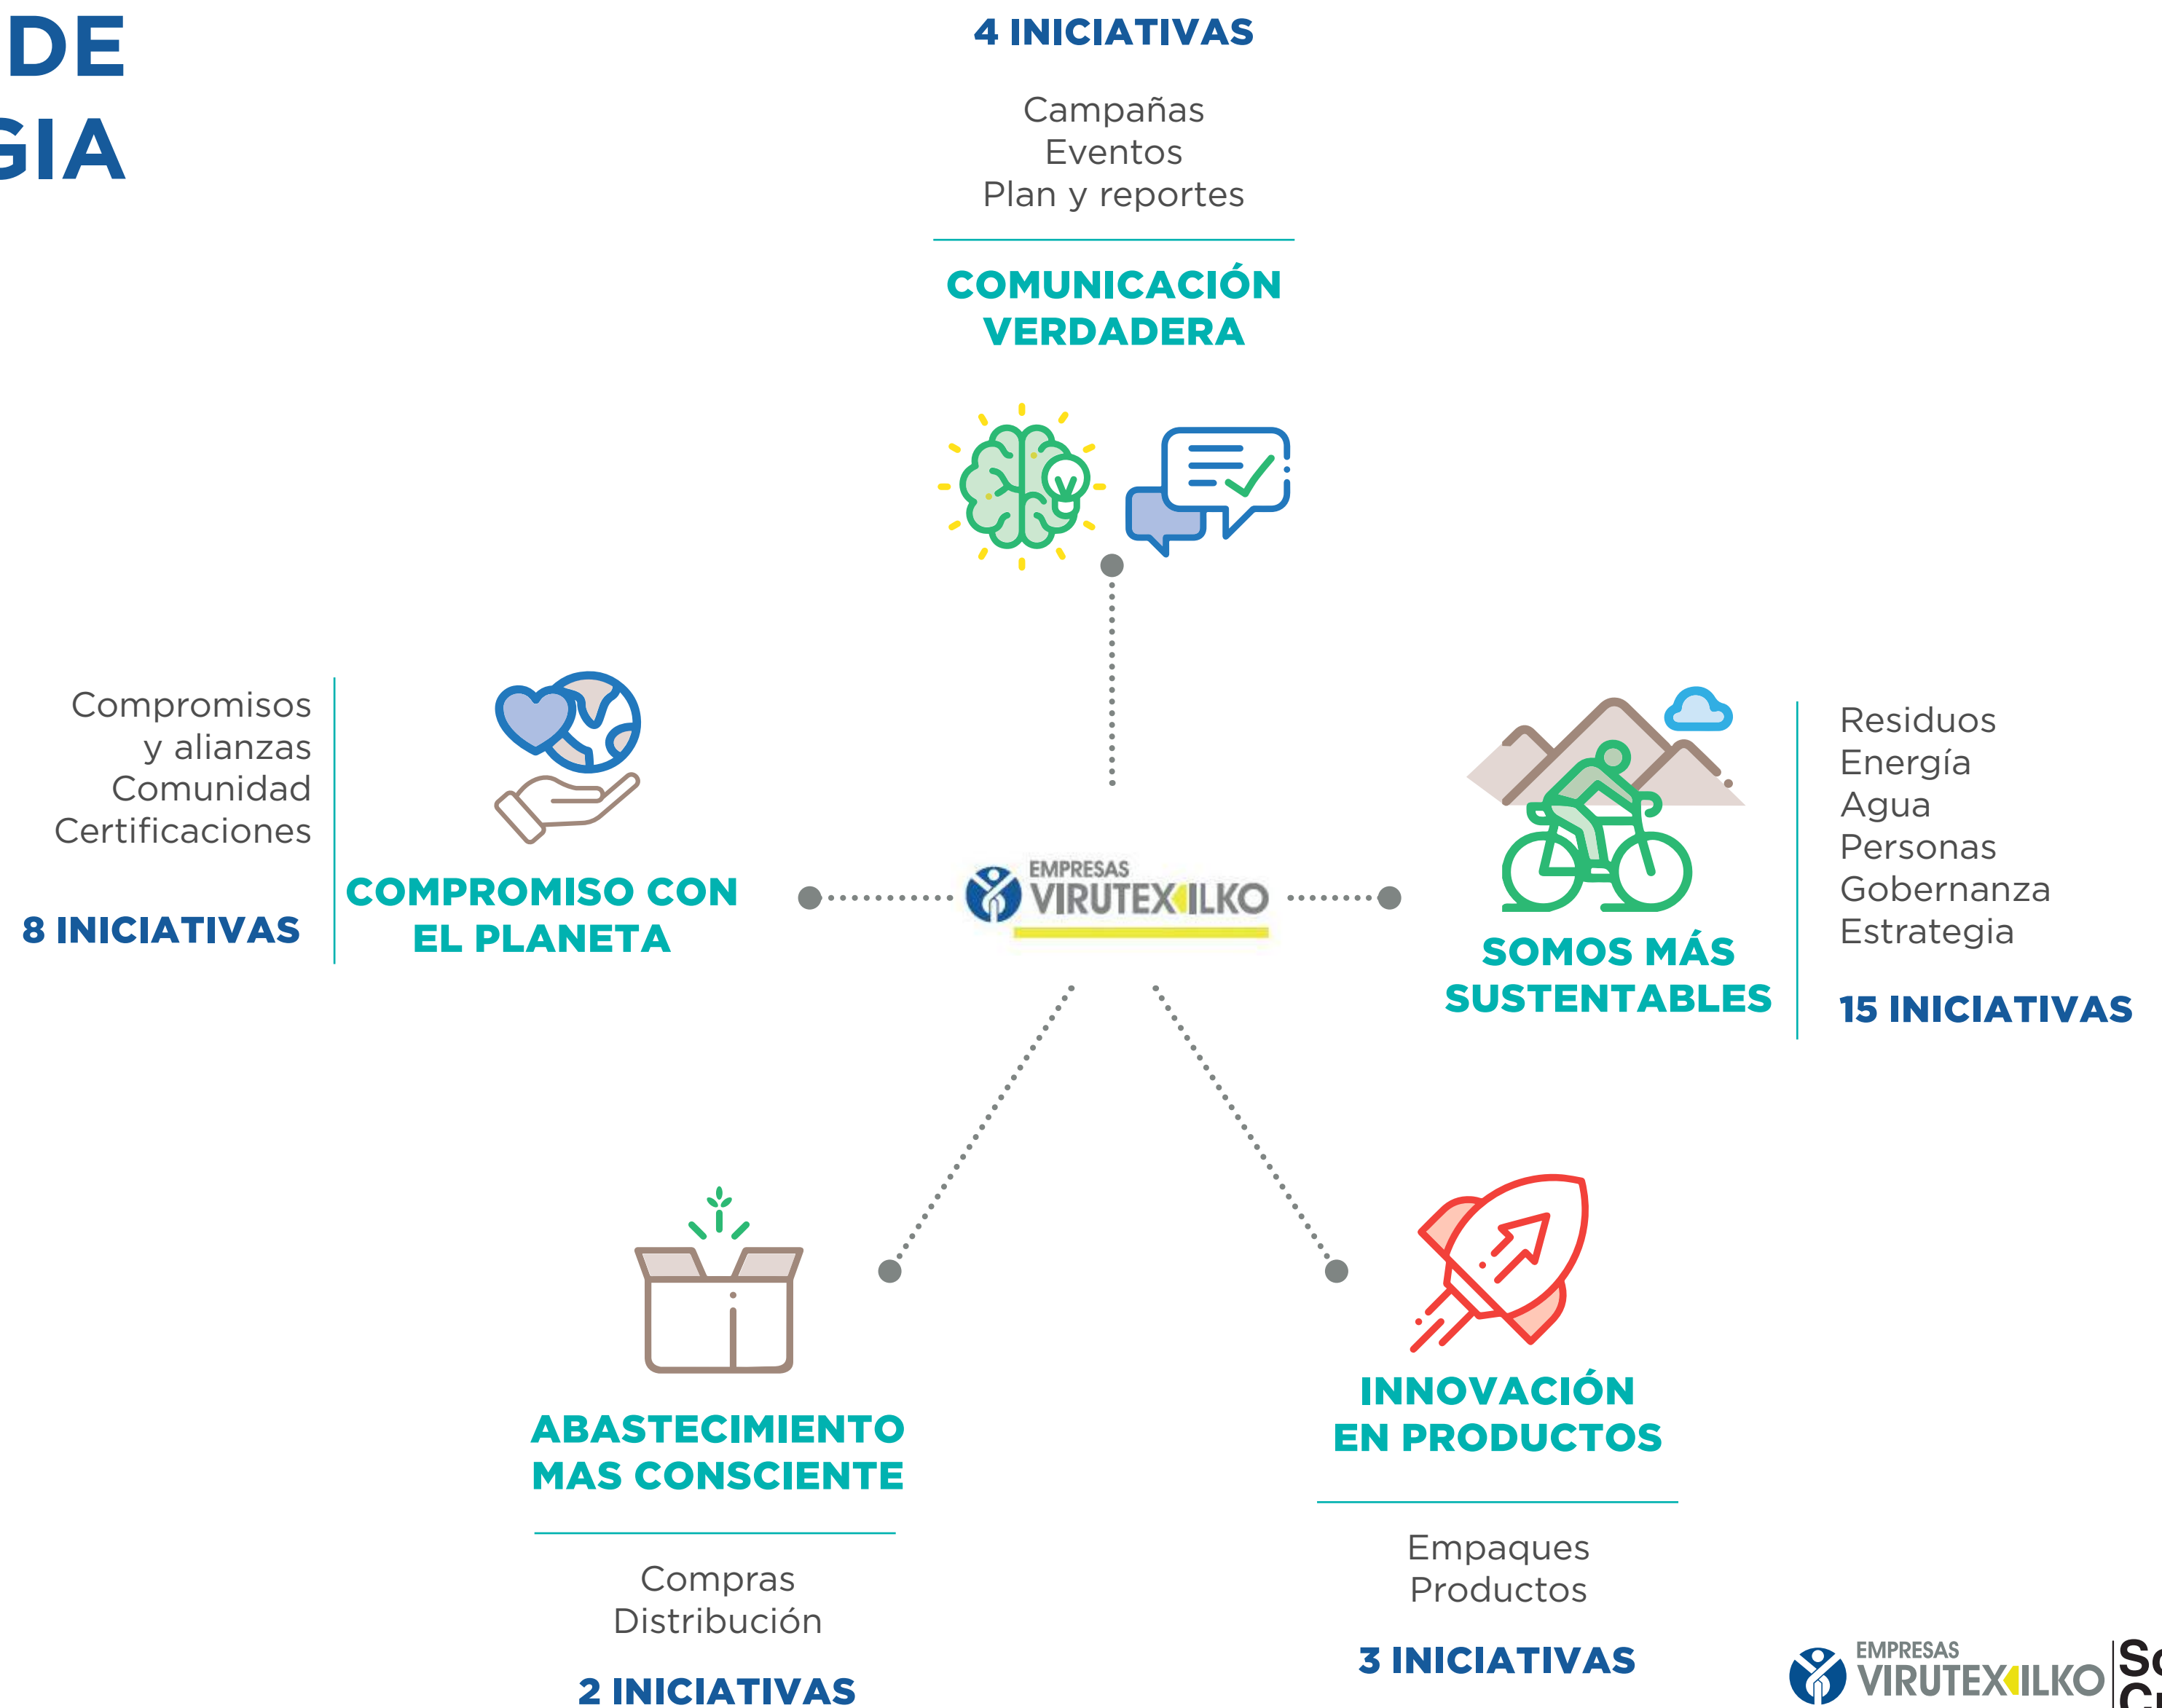 DE
GIA
4 INICIATIVAS
Campañas
Eventos
Plan y reportes
COMUNICACIÓN
VERDADERA
Compromisos
y alianzas
Comunidad
Certificaciones
8 INICIATIVAS
COMPROMISO CON
EL PLANETA
EMPRESAS
VIRUTEX ILKO
SOMOS MÁS
SUSTENTABLES
Residuos
Energía
Agua
Personas
Gobernanza
Estrategia
15 INICIATIVAS
ABASTECIMIENTO
MAS CONSCIENTE
Compras
Distribución
2 INICIATIVAS
INNOVACIÓN
EN PRODUCTOS
Empaques
Productos
3 INICIATIVAS
EMPRESAS
VIRUTEX ILKO